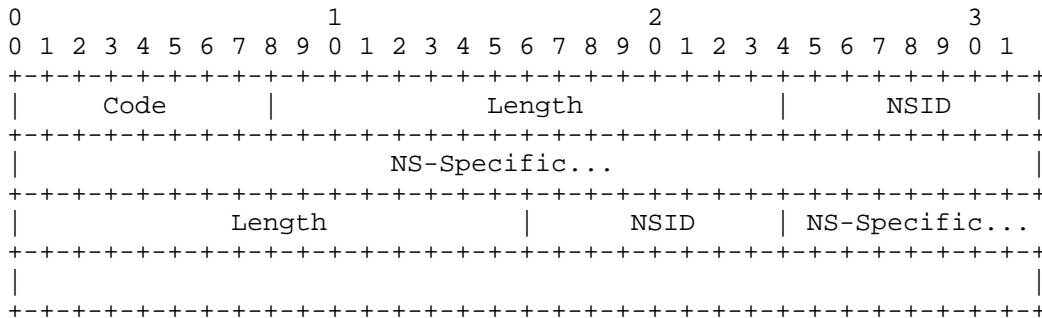 0                   1                   2                   3
0 1 2 3 4 5 6 7 8 9 0 1 2 3 4 5 6 7 8 9 0 1 2 3 4 5 6 7 8 9 0 1
+-+-+-+-+-+-+-+-+-+-+-+-+-+-+-+-+-+-+-+-+-+-+-+-+-+-+-+-+-+-+-+-+
|     Code      |             Length            |      NSID     |
+-+-+-+-+-+-+-+-+-+-+-+-+-+-+-+-+-+-+-+-+-+-+-+-+-+-+-+-+-+-+-+-+
|                       NS-Specific...                          |
+-+-+-+-+-+-+-+-+-+-+-+-+-+-+-+-+-+-+-+-+-+-+-+-+-+-+-+-+-+-+-+-+
|             Length            |      NSID     | NS-Specific...
+-+-+-+-+-+-+-+-+-+-+-+-+-+-+-+-+-+-+-+-+-+-+-+-+-+-+-+-+-+-+-+-+
|                                                               |
+-+-+-+-+-+-+-+-+-+-+-+-+-+-+-+-+-+-+-+-+-+-+-+-+-+-+-+-+-+-+-+-+